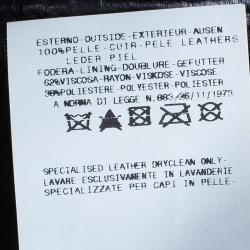 ESTERNO-OUTSIDE-EXTERIEUR-AUSEN
100%PELLE-CUIR-PELE LEATHERS
LEDER PIEL
FODERA-LINING-DOUBLURE-GEFUTTER
62%VISCOSA-RAYON-VISKOSE-VISCOSE
38%POLIESTERE-POLYESTER-POLIESTER
A NORMA DI LEGGE N.883 26/11/1973
SPECIALISED LEATHER DRYCLEAN ONLY-
LAVARE ESCLUSIVAMENTE IN LAVANDERIE
SPECIALIZZATE PER CAPI IN PELLE-